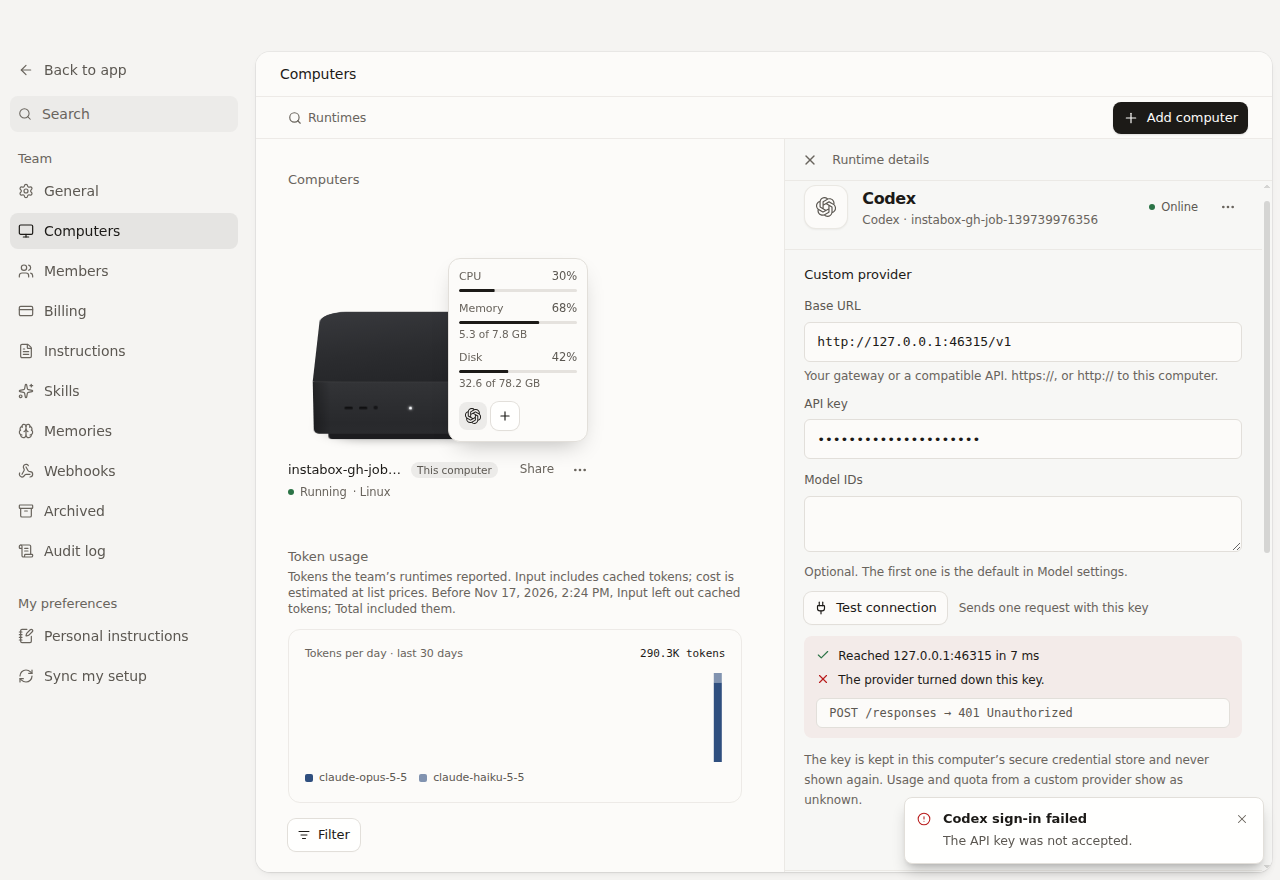 Back to app
Search
Team
General
Computers
Members
Billing
Instructions
Skills
Memories
Webhooks
Archived
Audit log
My preferences
Personal instructions
Sync my setup
Computers
Runtimes
Add computer
Computers
CPU 30%
Memory 68%
5.3 of 7.8 GB
Disk 42%
32.6 of 78.2 GB
instabox-gh-job… This computer Share
Running · Linux
Token usage
Tokens the team’s runtimes reported. Input includes cached tokens; cost is
estimated at list prices. Before Nov 17, 2026, 2:24 PM, Input left out cached
tokens; Total included them.
Tokens per day · last 30 days 290.3K tokens
claude-opus-5-5 claude-haiku-5-5
Filter
Runtime details
Codex
Codex · instabox-gh-job-139739976356
Online
Custom provider
Base URL
http://127.0.0.1:46315/v1
Your gateway or a compatible API. https://, or http:// to this computer.
API key
•••••••••••••••••••••
Model IDs
Optional. The first one is the default in Model settings.
Test connection Sends one request with this key
Reached 127.0.0.1:46315 in 7 ms
The provider turned down this key.
POST /responses → 401 Unauthorized
The key is kept in this computer’s secure credential store and never
shown again. Usage and quota from a custom provider show as
unknown.
Codex sign-in failed
The API key was not accepted.